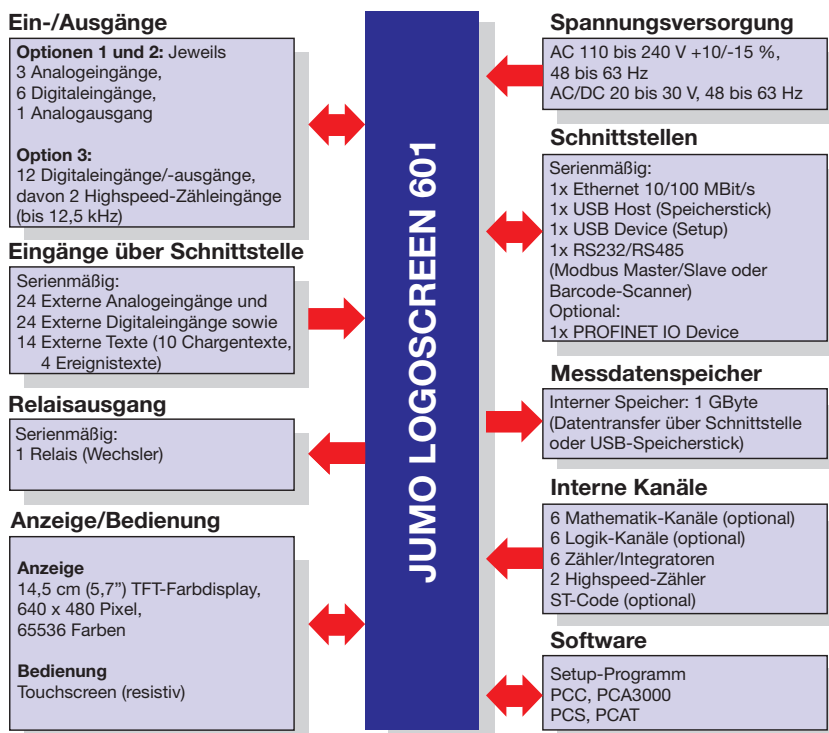 Ein-/Ausgänge
Optionen 1 und 2: Jeweils
3 Analogeingänge,
6 Digitaleingänge,
1 Analogausgang
Option 3:
12 Digitaleingänge/-ausgänge,
davon 2 Highspeed-Zähleingänge
(bis 12,5 kHz)
Eingänge über Schnittstelle
Serienmäßig:
24 Externe Analogeingänge und
24 Externe Digitaleingänge sowie
14 Externe Texte (10 Chargentexte,
4 Ereignistexte)
Relaisausgang
Serienmäßig:
1 Relais (Wechsler)
Anzeige/Bedienung
Anzeige
14,5 cm (5,7”) TFT-Farbdisplay,
640 x 480 Pixel,
65536 Farben
Bedienung
Touchscreen (resistiv)
JUMO LOGOSCREEN 601
Spannungsversorgung
AC 110 bis 240 V +10/-15 %,
48 bis 63 Hz
AC/DC 20 bis 30 V, 48 bis 63 Hz
Schnittstellen
Serienmäßig:
1x Ethernet 10/100 MBit/s
1x USB Host (Speicherstick)
1x USB Device (Setup)
1x RS232/RS485
(Modbus Master/Slave oder
Barcode-Scanner)
Optional:
1x PROFINET IO Device
Messdatenspeicher
Interner Speicher: 1 GByte
(Datentransfer über Schnittstelle
oder USB-Speicherstick)
Interne Kanäle
6 Mathematik-Kanäle (optional)
6 Logik-Kanäle (optional)
6 Zähler/Integratoren
2 Highspeed-Zähler
ST-Code (optional)
Software
Setup-Programm
PCC, PCA3000
PCS, PCAT